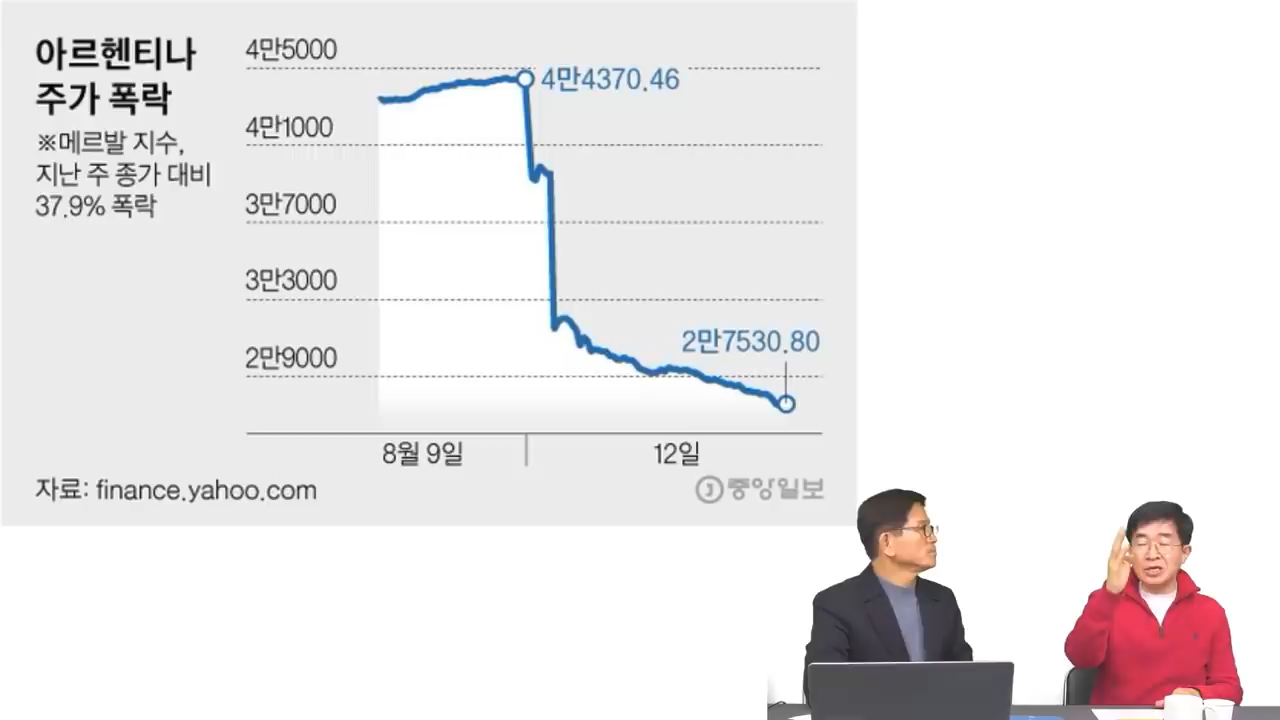 아르헨티나
주가 폭락
※메르발 지수,
지난 주 종가 대비
37.9% 폭락
4만5000
4만4370.46
4만1000
3만7000
3만3000
2만9000
2만7530.80
8월 9일
12일
자료: finance.yahoo.com
중앙일보